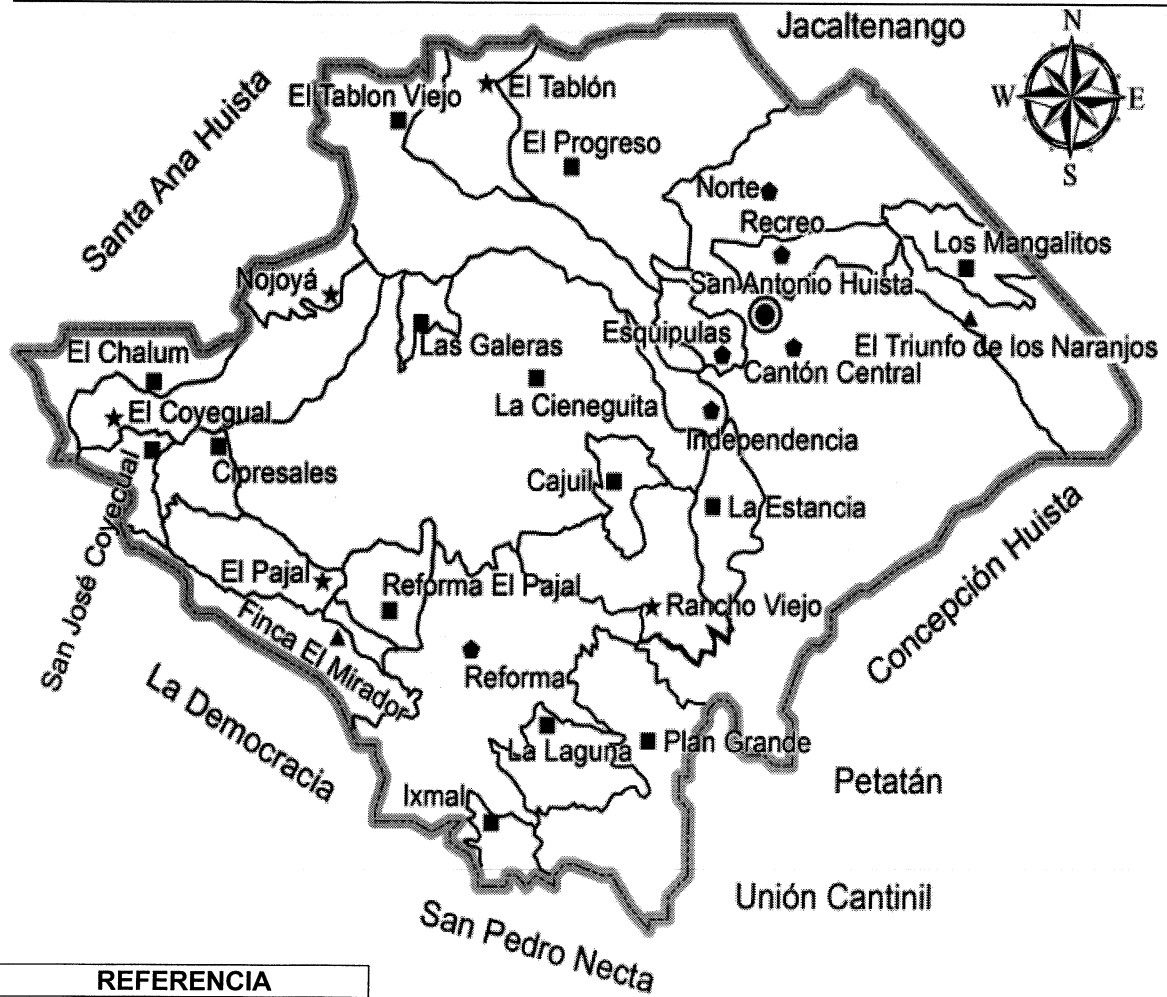 Jacaltenango
N
W
E
S
Santa Ana Huista
El Tablon Viejo
El Tablón
El Progreso
Norte
Recreo
Los Mangalitos
Nojoyá
San Antonio Huista
El Chalum
Las Galeras
Esquipulas
El Triunfo de los Naranjos
Cantón Central
El Coyegual
La Cieneguita
Independencia
Cipresales
Cajuil
La Estancia
San José Coyecual
El Pajal
Reforma El Pajal
Rancho Viejo
Concepción Huista
Finca El Mirador
Reforma
La Democracia
La Laguna
Plan Grande
Petatán
Ixmal
Unión Cantinil
San Pedro Necta
REFERENCIA